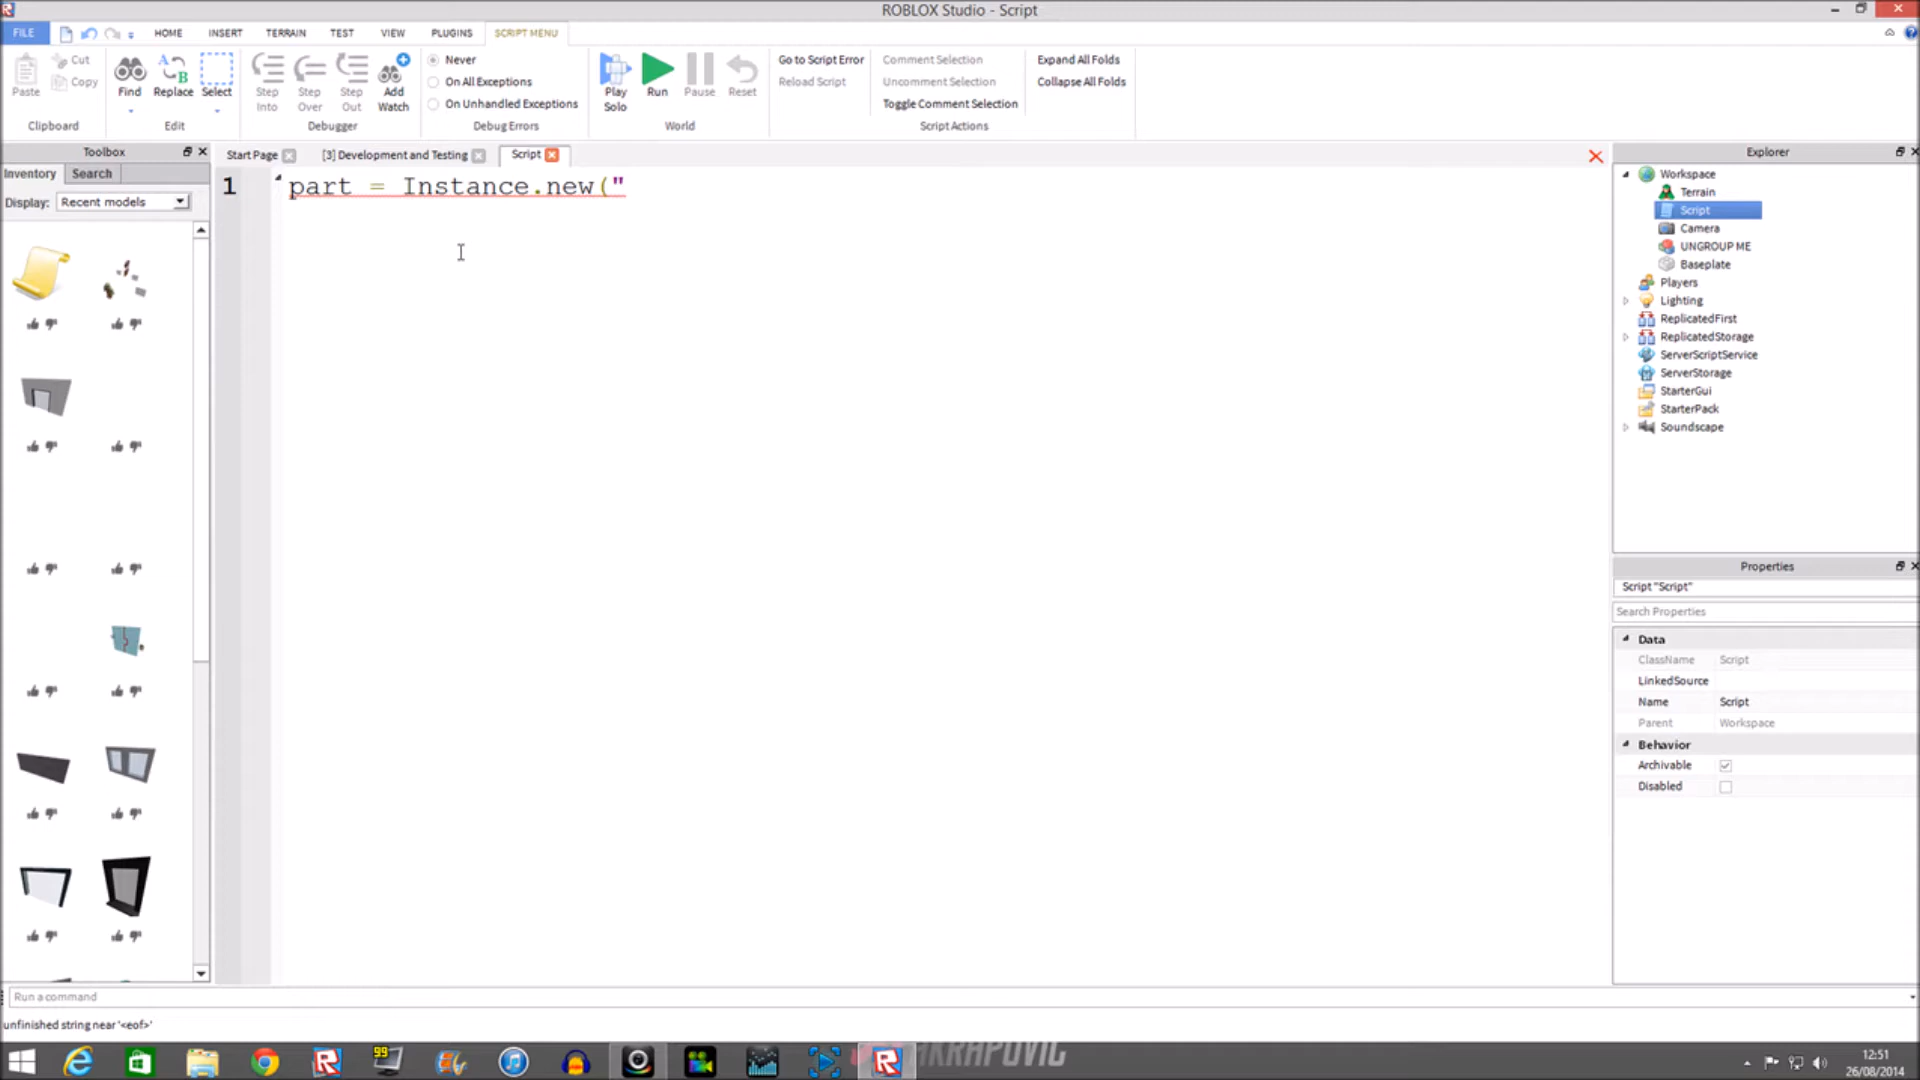 ROBLOX Studio - Script
FILE
HOME
INSERT
TERRAIN
TEST
VIEW
PLUGINS
SCRIPT MENU
Paste
Cut
Copy
Clipboard
Find
Replace
Select
Edit
Step Into
Step Over
Step Out
Add Watch
Debugger
Never
On All Exceptions
On Unhandled Exceptions
Debug Errors
Play Solo
Run
Pause
Reset
World
Go to Script Error
Reload Script
Comment Selection
Uncomment Selection
Toggle Comment Selection
Expand All Folds
Collapse All Folds
Script Actions
Toolbox
Inventory
Search
Display: Recent models
Start Page
[3] Development and Testing
Script
1 part = Instance.new("
Explorer
Workspace
Terrain
Script
Camera
UNGROUP ME
Baseplate
Players
Lighting
ReplicatedFirst
ReplicatedStorage
ServerScriptService
ServerStorage
StarterGui
StarterPack
Soundscape
Properties
Script "Script"
Search Properties
Data
ClassName Script
LinkedSource
Name Script
Parent Workspace
Behavior
Archivable
Disabled
Run a command
unfinished string near '<eof>'
99
AKRAPOVIC
12:51
26/08/2014